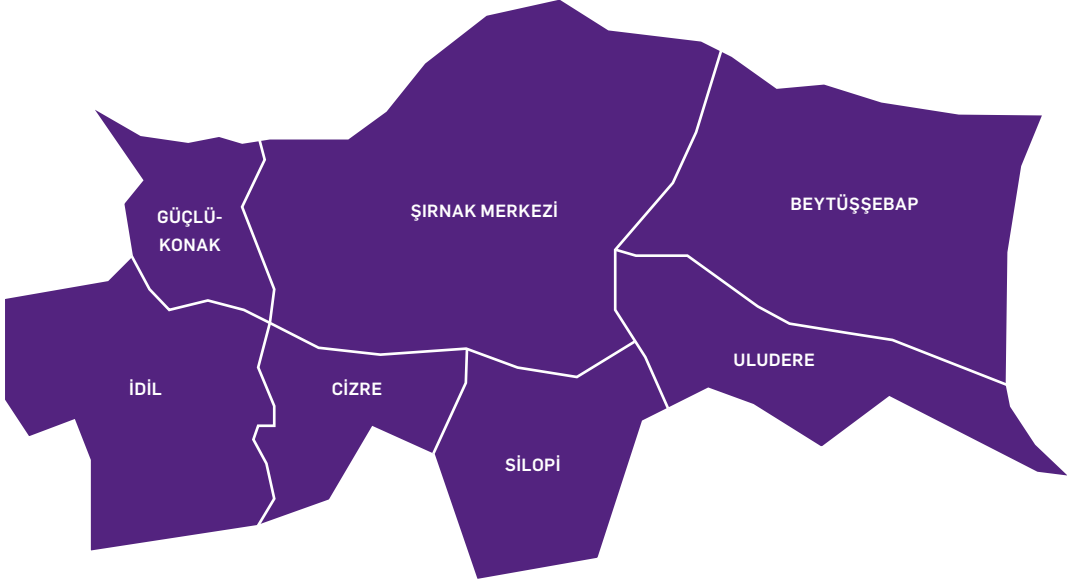 GÜÇLÜ-
KONAK
ŞIRNAK MERKEZİ
BEYTÜŞŞEBAP
İDİL
CİZRE
SİLOPİ
ULUDERE